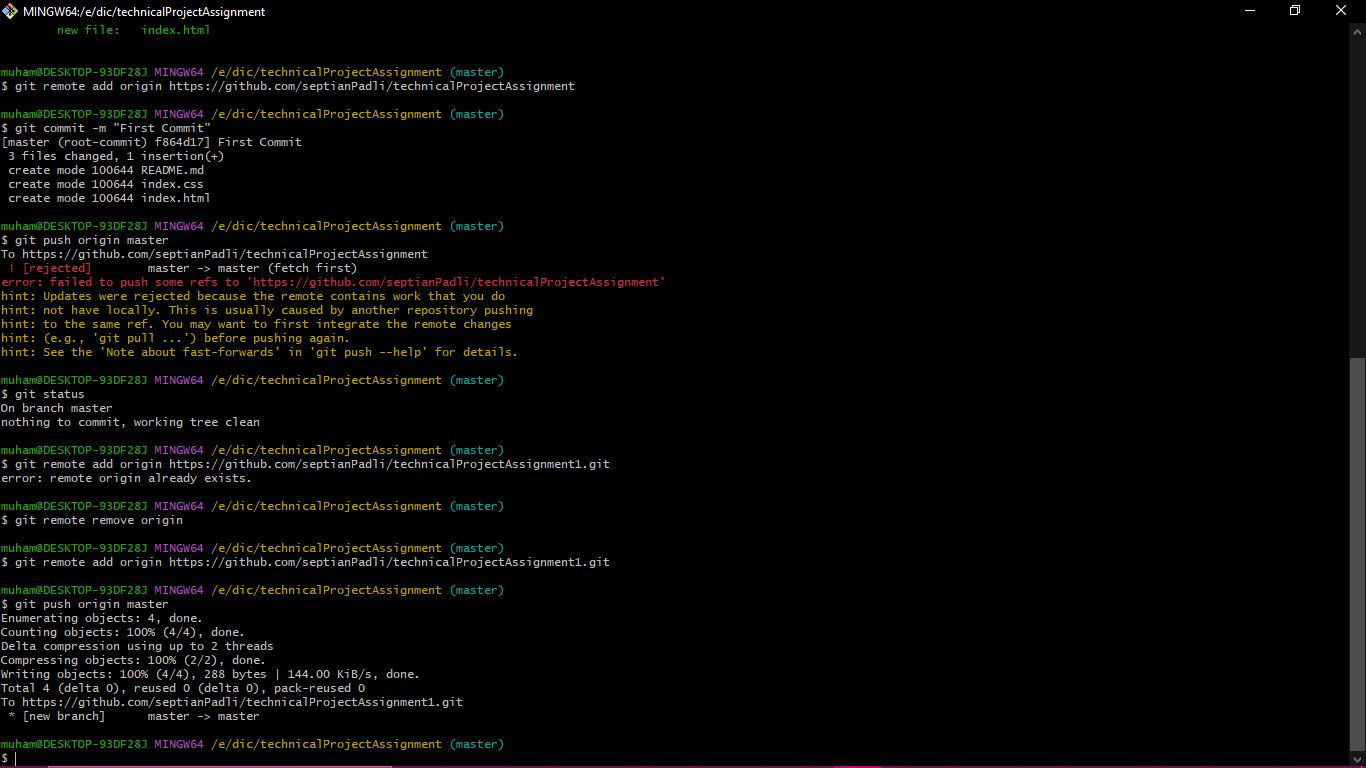 MINGW64:/e/dic/technicalProjectAssignment
new file:   index.html
muham@DESKTOP-93DF28J MINGW64 /e/dic/technicalProjectAssignment (master)
$ git remote add origin https://github.com/septianPadli/technicalProjectAssignment
muham@DESKTOP-93DF28J MINGW64 /e/dic/technicalProjectAssignment (master)
$ git commit -m "First Commit"
[master (root-commit) f864d17] First Commit
3 files changed, 1 insertion(+)
create mode 100644 README.md
create mode 100644 index.css
create mode 100644 index.html
muham@DESKTOP-93DF28J MINGW64 /e/dic/technicalProjectAssignment (master)
$ git push origin master
To https://github.com/septianPadli/technicalProjectAssignment
! [rejected]        master -> master (fetch first)
error: failed to push some refs to 'https://github.com/septianPadli/technicalProjectAssignment'
hint: Updates were rejected because the remote contains work that you do
hint: not have locally. This is usually caused by another repository pushing
hint: to the same ref. You may want to first integrate the remote changes
hint: (e.g., 'git pull ...') before pushing again.
hint: See the 'Note about fast-forwards' in 'git push --help' for details.
muham@DESKTOP-93DF28J MINGW64 /e/dic/technicalProjectAssignment (master)
$ git status
On branch master
nothing to commit, working tree clean
muham@DESKTOP-93DF28J MINGW64 /e/dic/technicalProjectAssignment (master)
$ git remote add origin https://github.com/septianPadli/technicalProjectAssignment1.git
error: remote origin already exists.
muham@DESKTOP-93DF28J MINGW64 /e/dic/technicalProjectAssignment (master)
$ git remote remove origin
muham@DESKTOP-93DF28J MINGW64 /e/dic/technicalProjectAssignment (master)
$ git remote add origin https://github.com/septianPadli/technicalProjectAssignment1.git
muham@DESKTOP-93DF28J MINGW64 /e/dic/technicalProjectAssignment (master)
$ git push origin master
Enumerating objects: 4, done.
Counting objects: 100% (4/4), done.
Delta compression using up to 2 threads
Compressing objects: 100% (2/2), done.
Writing objects: 100% (4/4), 288 bytes | 144.00 KiB/s, done.
Total 4 (delta 0), reused 0 (delta 0), pack-reused 0
To https://github.com/septianPadli/technicalProjectAssignment1.git
* [new branch]      master -> master
muham@DESKTOP-93DF28J MINGW64 /e/dic/technicalProjectAssignment (master)
$